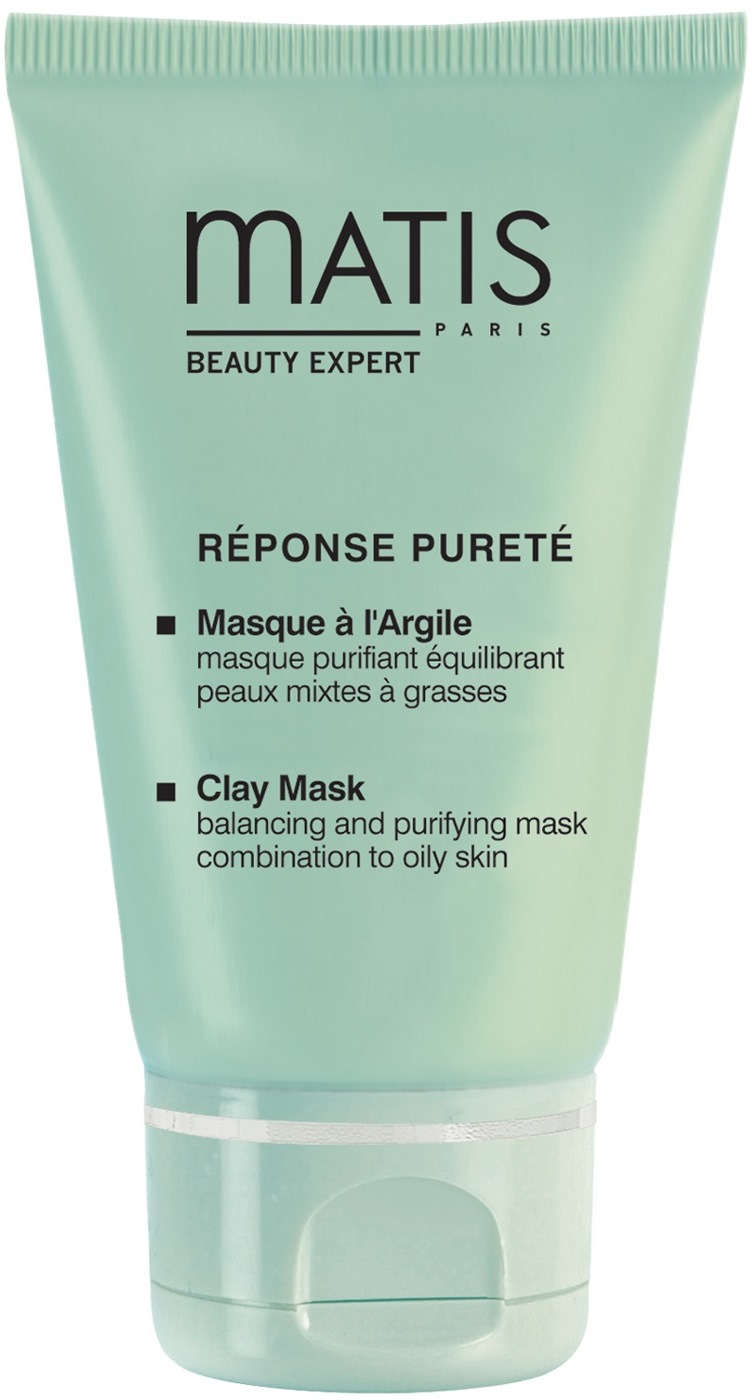 MATIS
PARIS
BEAUTY EXPERT
RÉPONSE PURETÉ
■ Masque à l'Argile
masque purifiant équilibrant
peaux mixtes à grasses
■ Clay Mask
balancing and purifying mask
combination to oily skin